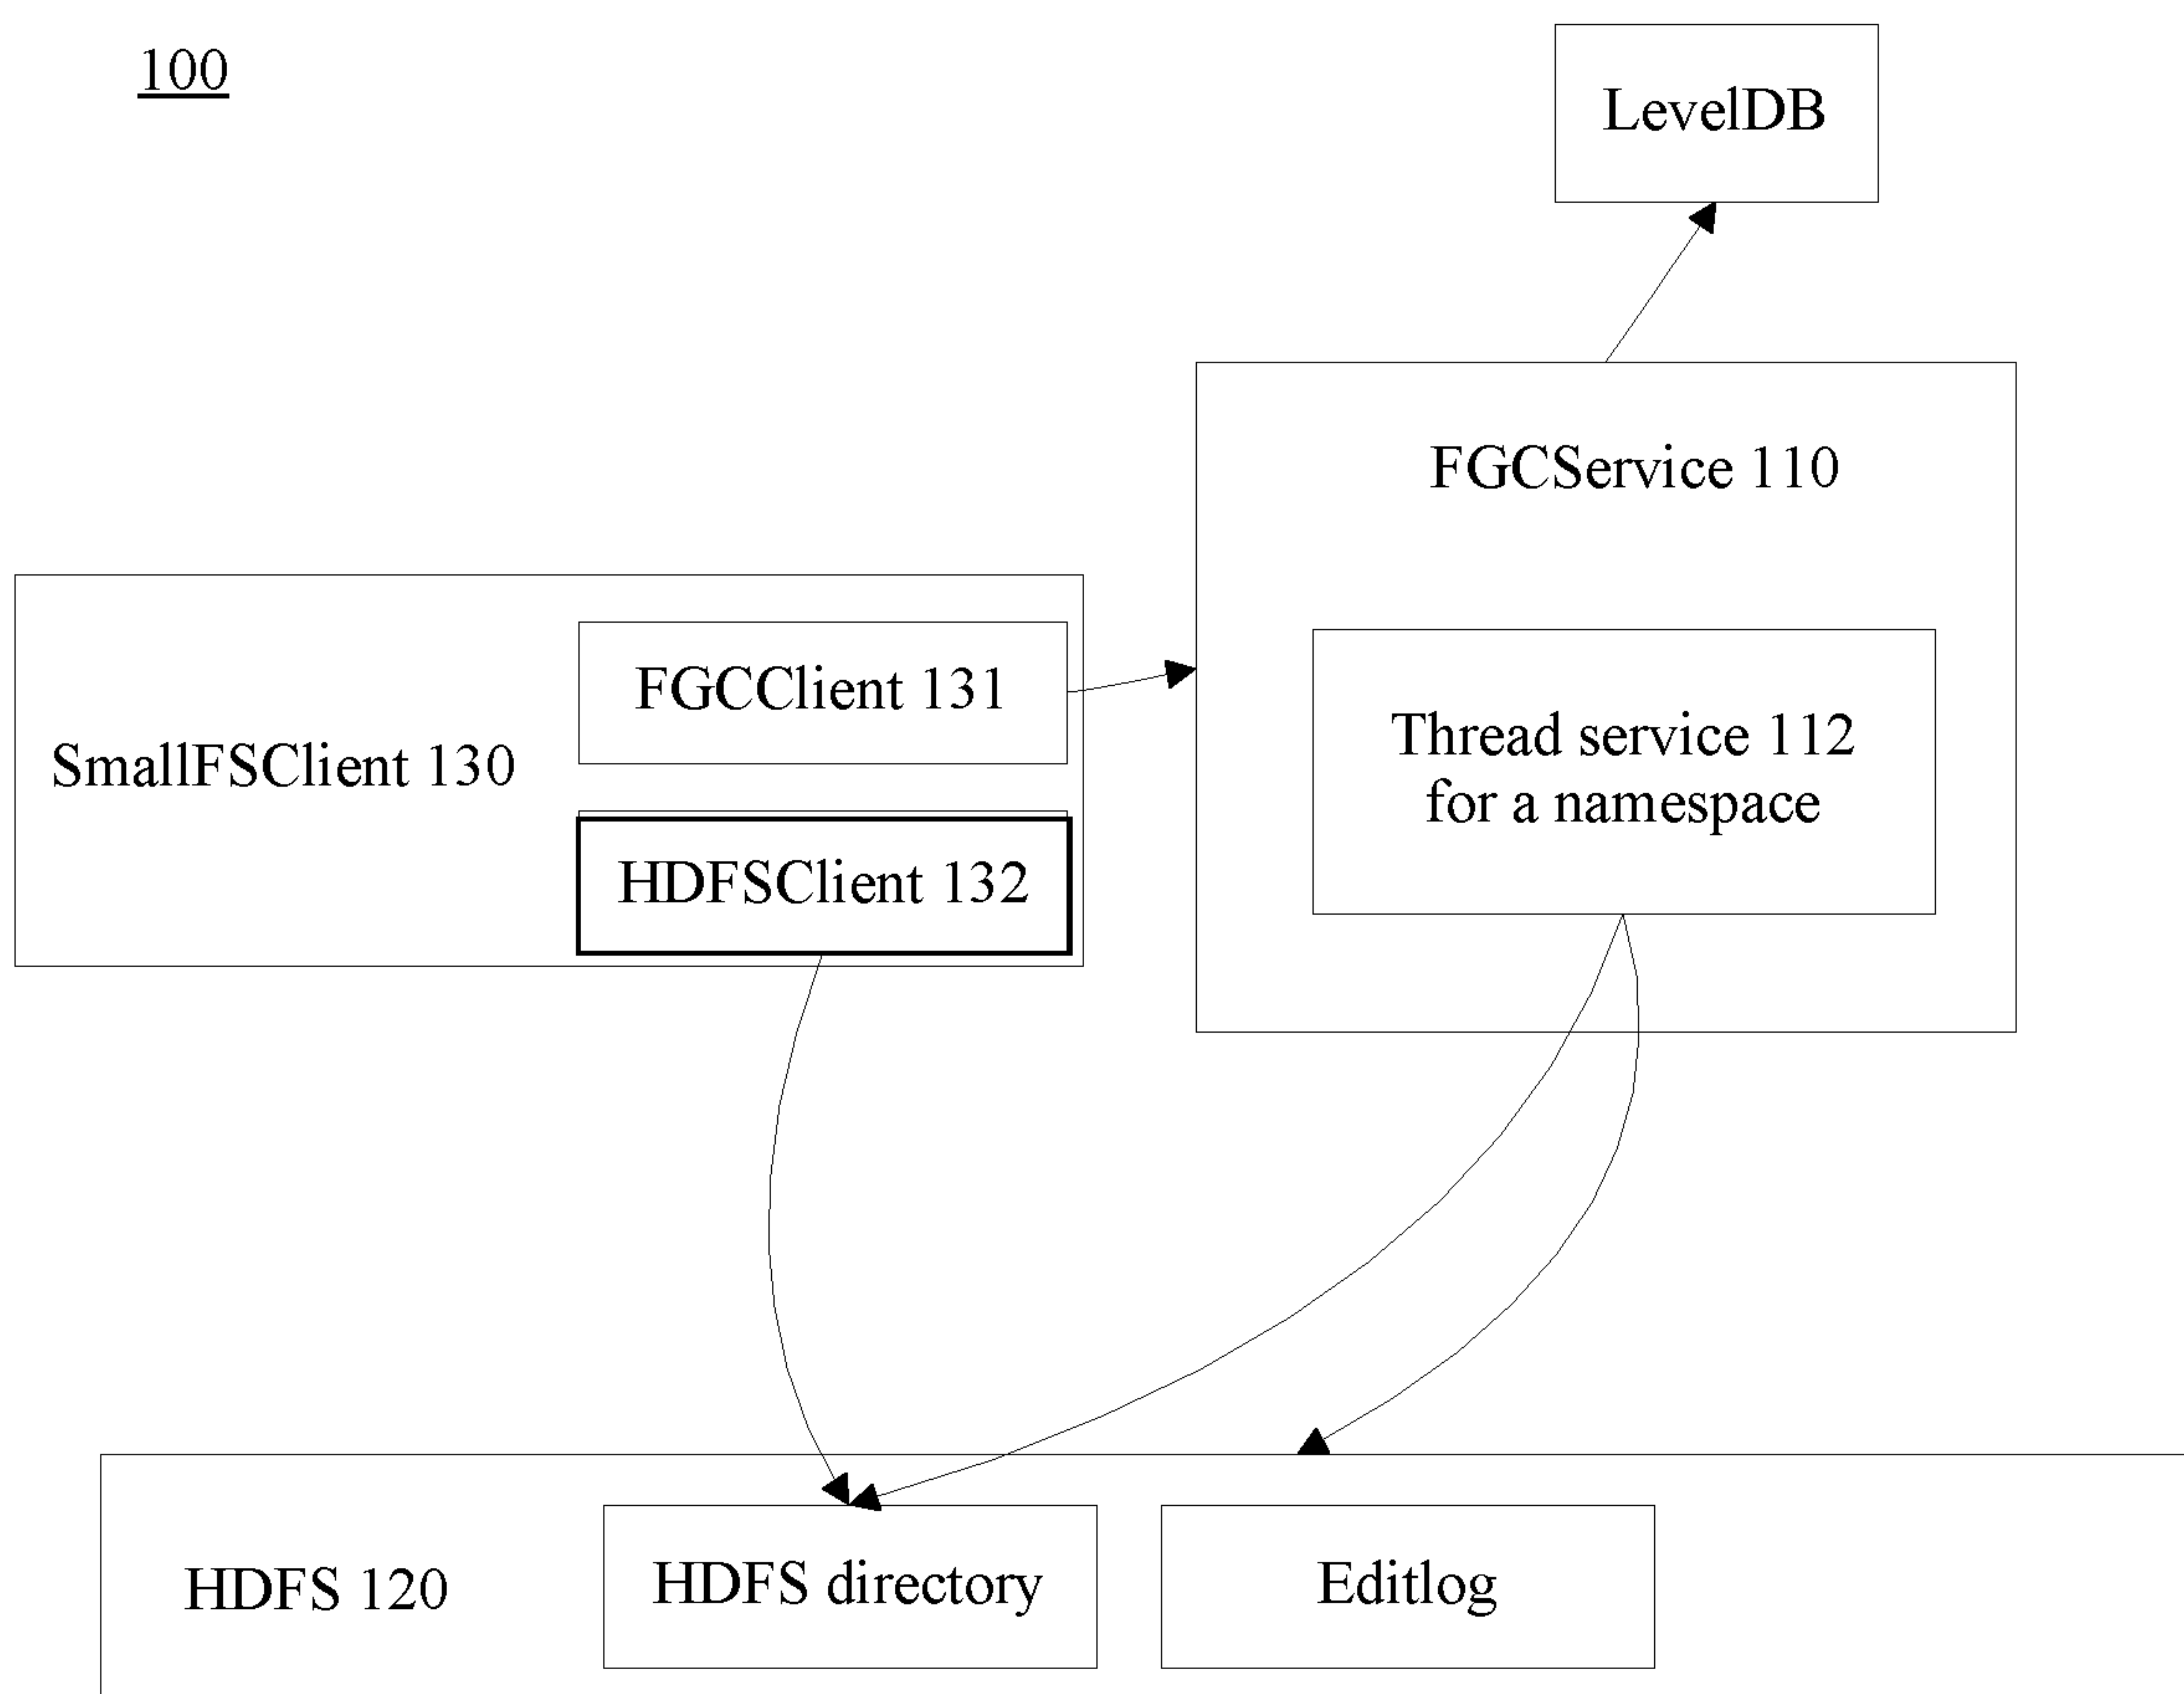 100
LevelDB
FGCService 110
FGCClient 131
Thread service 112
for a namespace
SmallFSClient 130
HDFSClient 132
HDFS 120
HDFS directory
Editlog